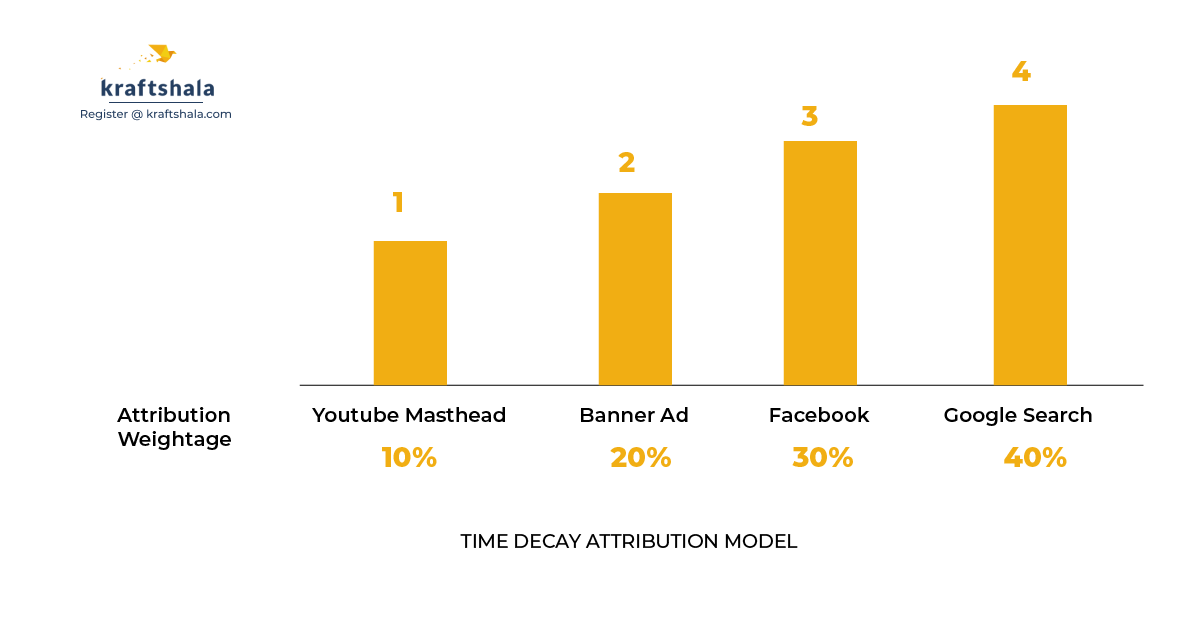 kraftshala
Register @ kraftshala.com
1
2
3
4
Attribution
Weightage
Youtube Masthead
Banner Ad
Facebook
Google Search
10%
20%
30%
40%
TIME DECAY ATTRIBUTION MODEL